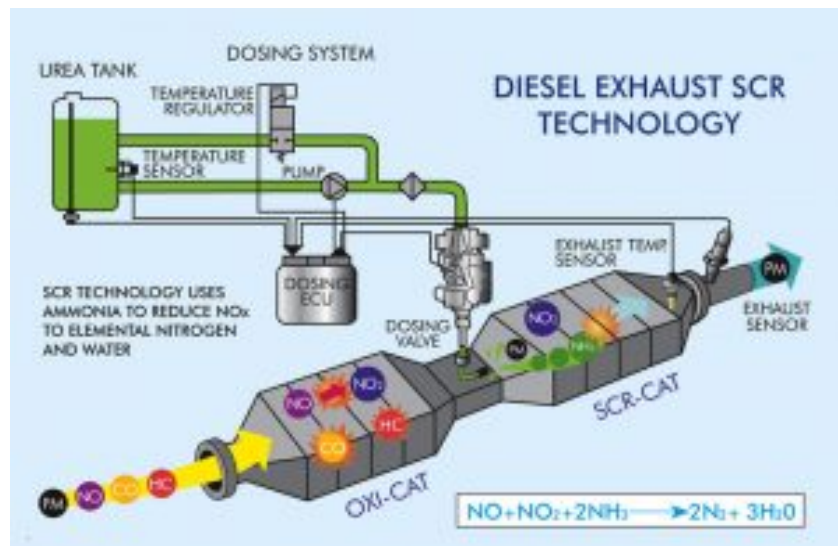 DOSING SYSTEM
UREA TANK
TEMPERATURE
REGULATOR
DIESEL EXHAUST SCR
TECHNOLOGY
TEMPERATURE
SENSOR
PUMP
EXHAUST TEMP.
SENSOR
DOSING
ECU
PM
EXHAUST
SENSOR
SCR TECHNOLOGY USES
AMMONIA TO REDUCE NOx
TO ELEMENTAL NITROGEN
AND WATER
DOSING
VALVE
NO₂
PM
NH₃
SCR-CAT
NO
NO₂
CO
HC
OXI-CAT
PM
NO
CO
HC
NO+NO₂+2NH₃→2N₂+ 3H₂0